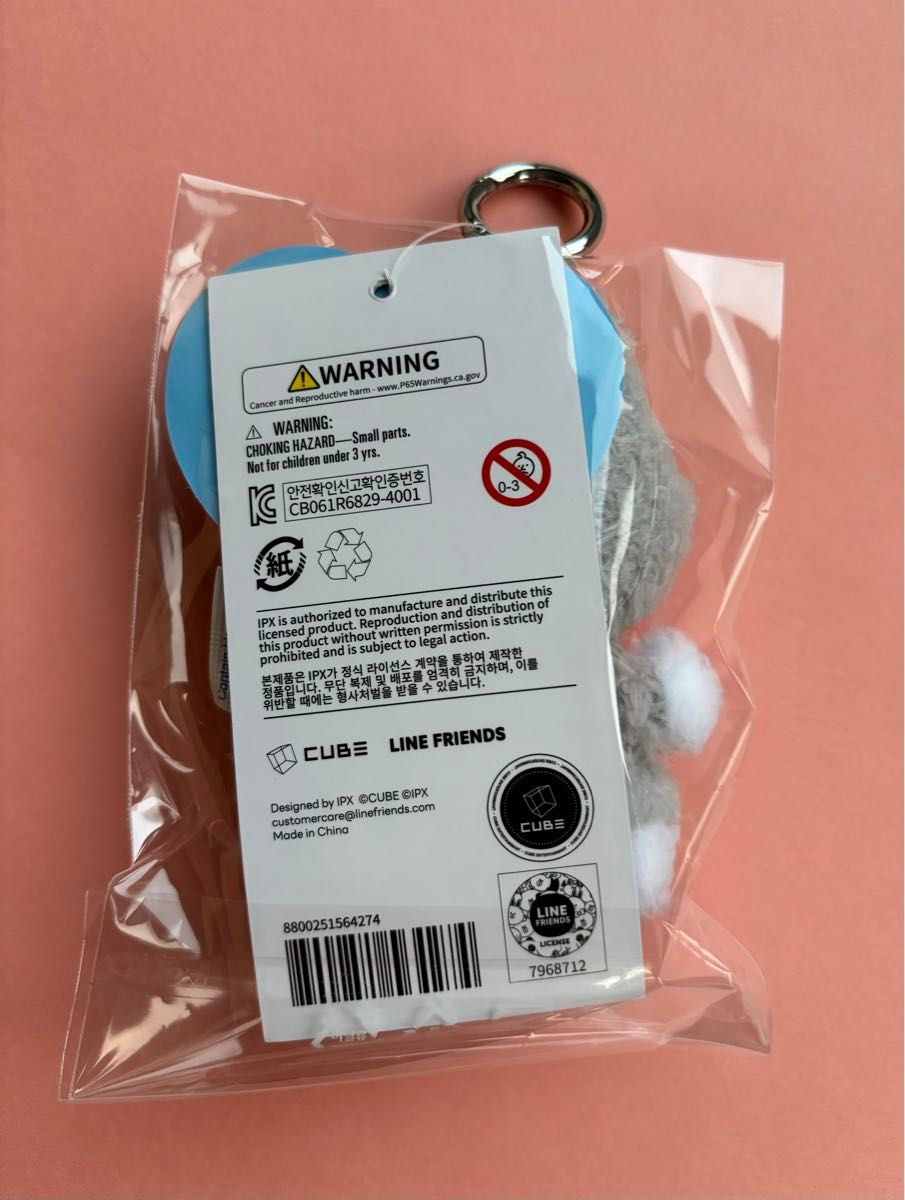 WARNING
Cancer and Reproductive harm - www.P65Warnings.ca.gov
WARNING:
CHOKING HAZARD—Small parts.
Not for children under 3 yrs.
0-3
안전확인신고확인증번호
CB061R6829-4001
紙
IPX is authorized to manufacture and distribute this
licensed product. Reproduction and distribution of
this product without written permission is strictly
prohibited and is subject to legal action.
본제품은 IPX가 정식 라이선스 계약을 통하여 제작한
정품입니다. 무단 복제 및 배포를 엄격히 금지하며, 이를
위반할 때에는 형사처벌을 받을 수 있습니다.
CUBE LINE FRIENDS
Designed by IPX ©CUBE ©IPX
customercare@linefriends.com
Made in China
CUBE
CUBE ENTERTAINMENT
8800251564274
LINE
FRIENDS
LICENSE
7968712